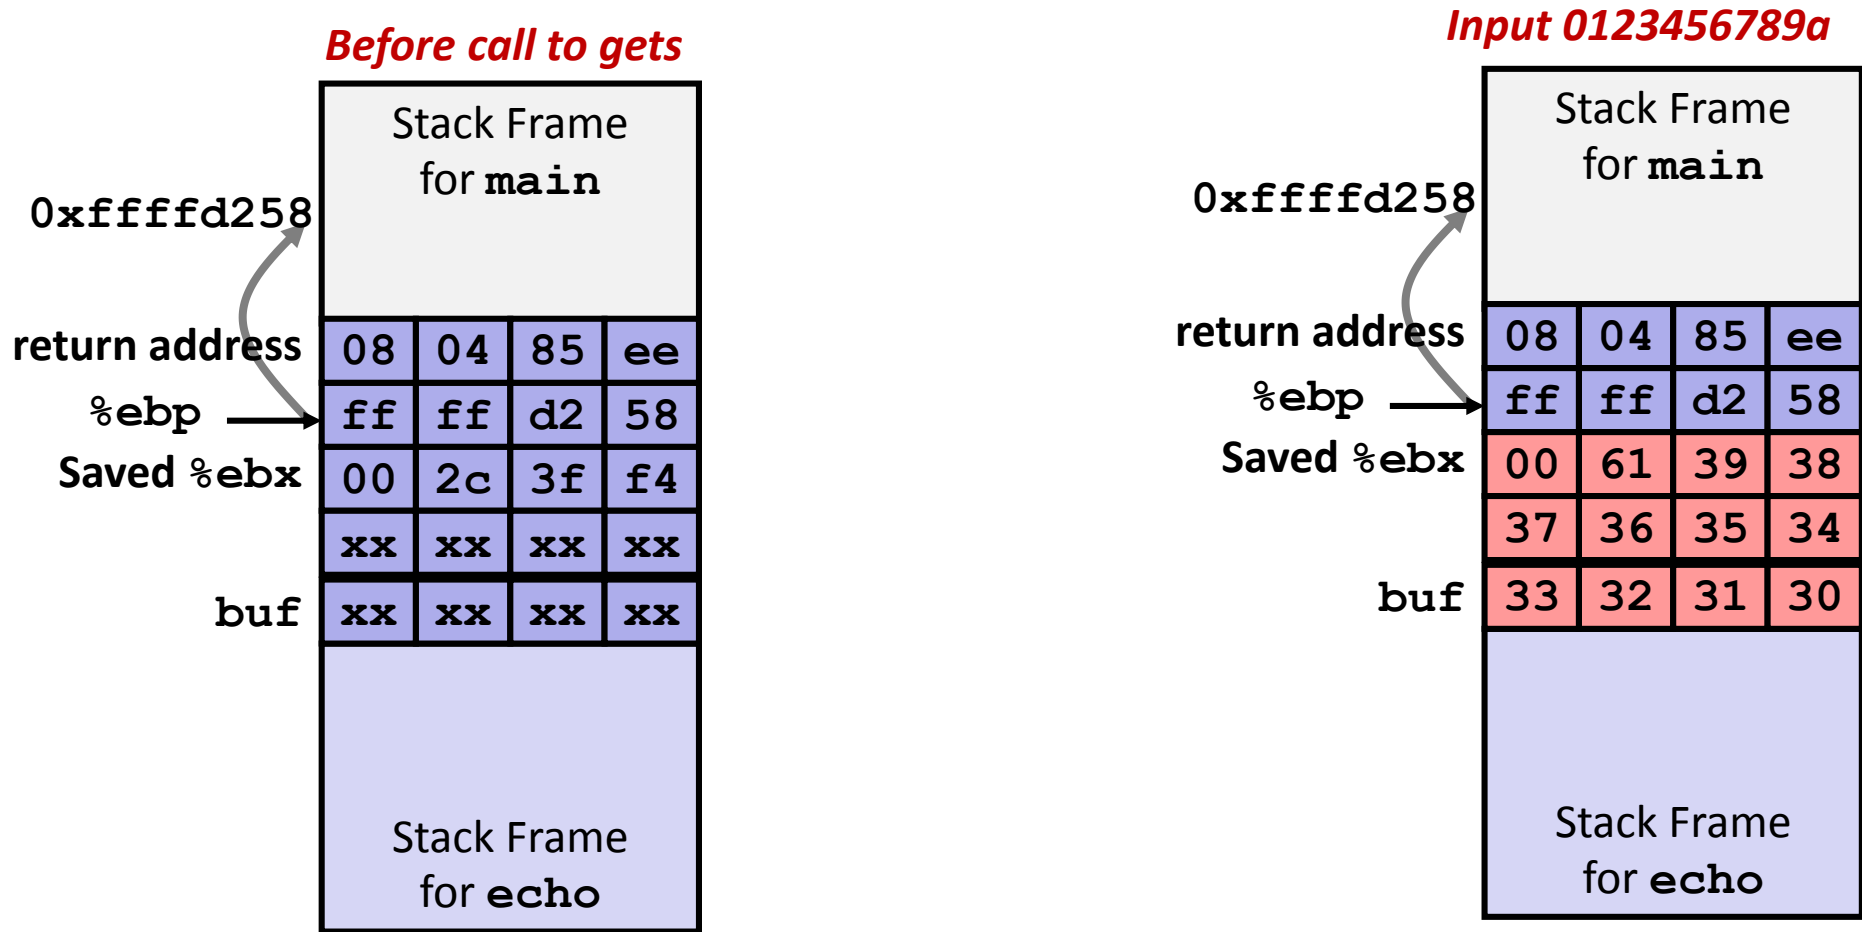 Before call to gets
Stack Frame
for main
0xffffd258
return address 08 04 85 ee
%ebp ff ff d2 58
Saved %ebx 00 2c 3f f4
xx xx xx xx
buf xx xx xx xx
Stack Frame
for echo
Input 0123456789a
Stack Frame
for main
0xffffd258
return address 08 04 85 ee
%ebp ff ff d2 58
Saved %ebx 00 61 39 38
37 36 35 34
buf 33 32 31 30
Stack Frame
for echo